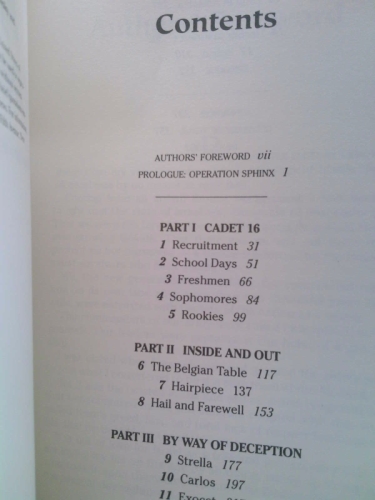 Contents
AUTHORS' FOREWORD vii
PROLOGUE: OPERATION SPHINX 1
PART I CADET 16
1 Recruitment 31
2 School Days 51
3 Freshmen 66
4 Sophomores 84
5 Rookies 99
PART II INSIDE AND OUT
6 The Belgian Table 117
7 Hairpiece 137
8 Hail and Farewell 153
PART III BY WAY OF DECEPTION
9 Strella 177
10 Carlos 197
11 Exocet